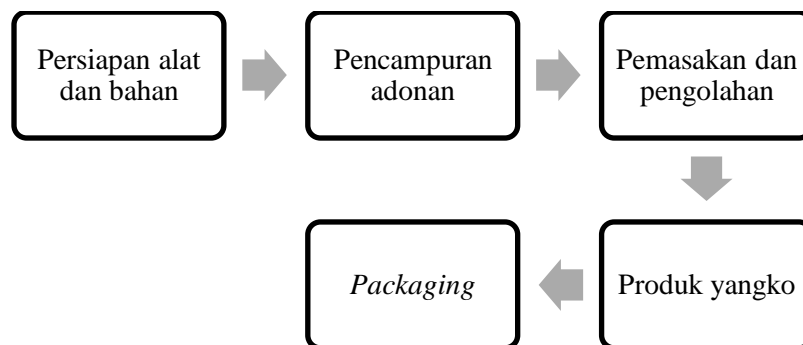 Persiapan alat
dan bahan
Pencampuran
adonan
Pemasakan dan
pengolahan
Produk yangko
Packaging